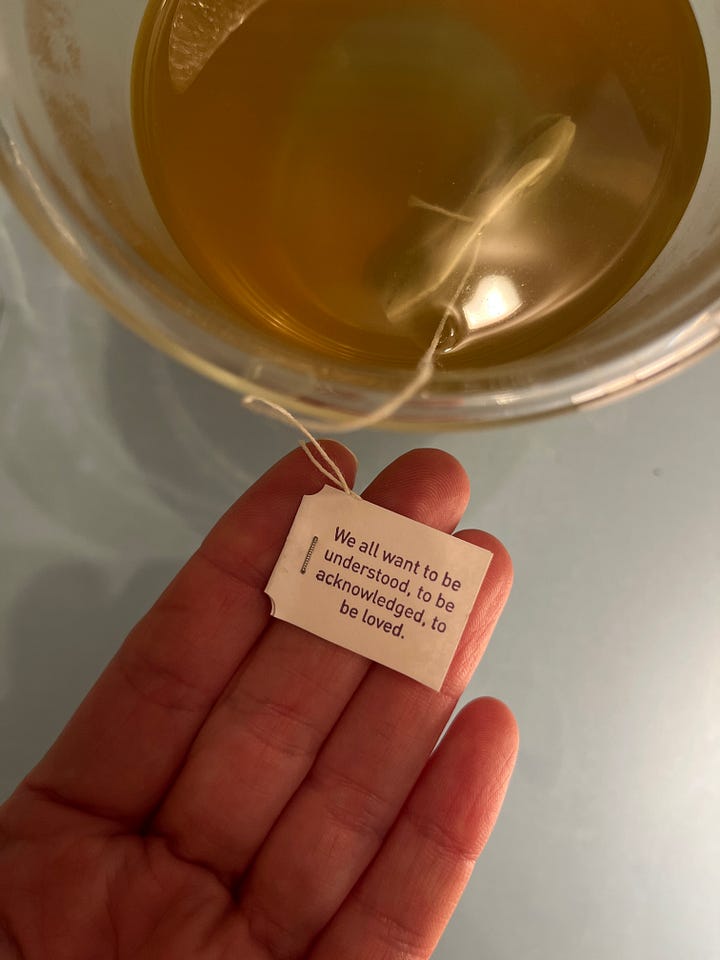 We all want to be
understood, to be
acknowledged, to
be loved.